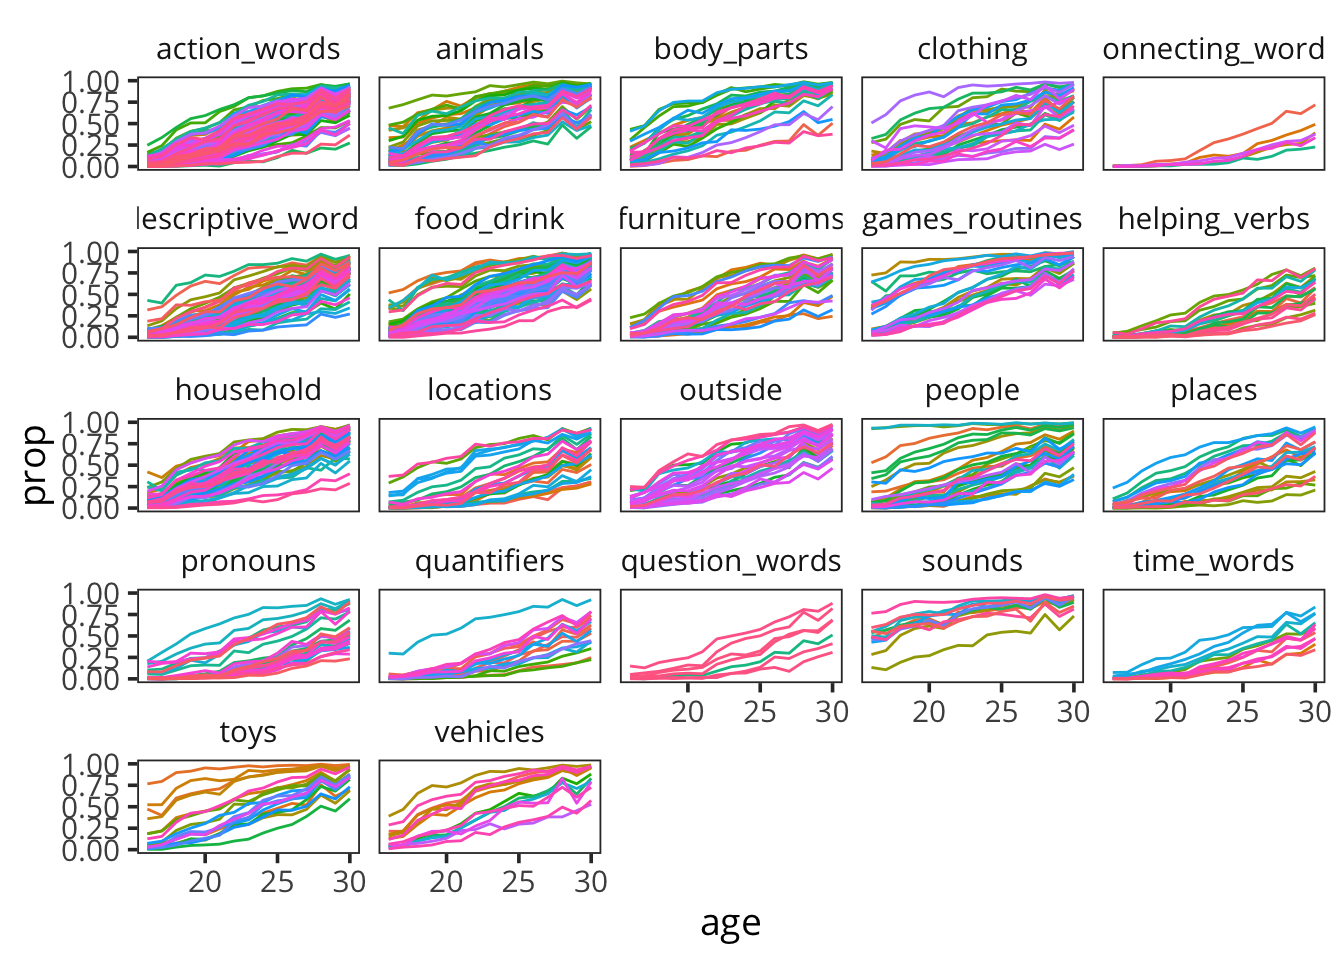 action_words animals body_parts clothing onnecting_word
1.00
0.75
0.50
0.25
0.00
lescriptive_word food_drink furniture_rooms games_routines helping_verbs
1.00
0.75
0.50
0.25
0.00
household locations outside people places
1.00
0.75
0.50
0.25
0.00
prop
pronouns quantifiers question_words sounds time_words
1.00
0.75
0.50
0.25
0.00
20 25 30 20 25 30 20 25 30
toys vehicles
1.00
0.75
0.50
0.25
0.00
20 25 30 20 25 30
age